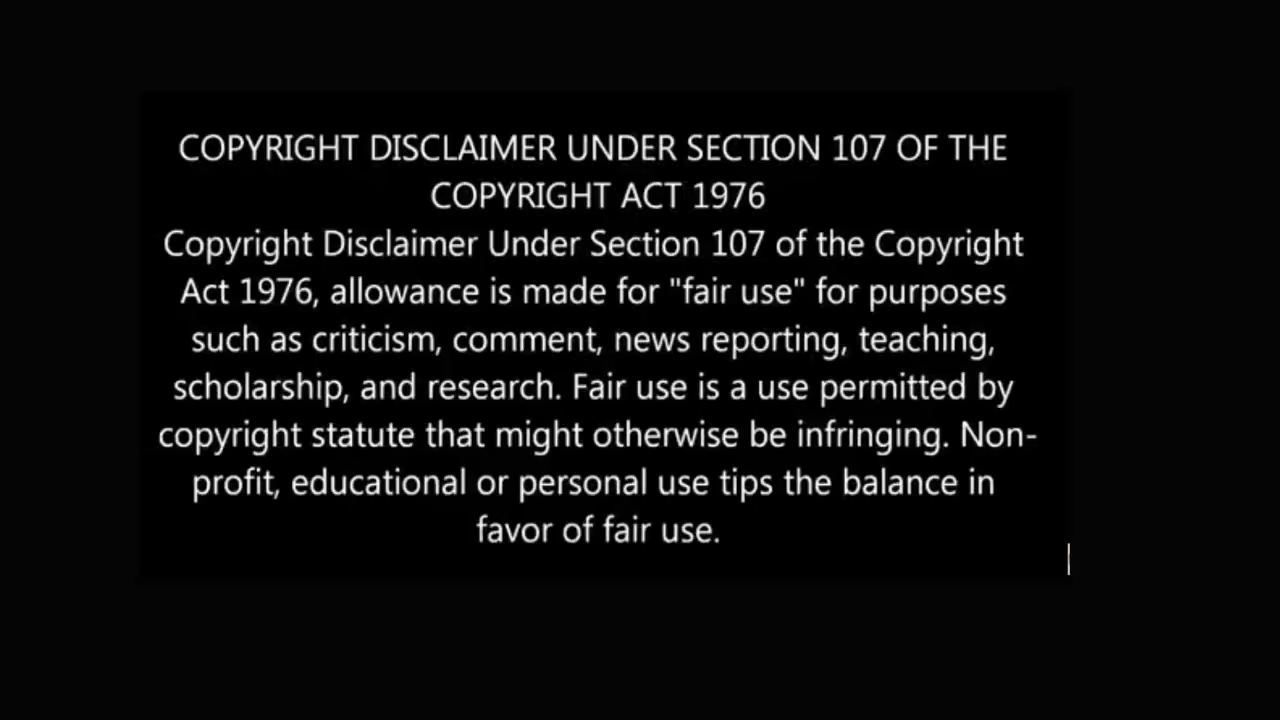 COPYRIGHT DISCLAIMER UNDER SECTION 107 OF THE
COPYRIGHT ACT 1976
Copyright Disclaimer Under Section 107 of the Copyright
Act 1976, allowance is made for "fair use" for purposes
such as criticism, comment, news reporting, teaching,
scholarship, and research. Fair use is a use permitted by
copyright statute that might otherwise be infringing. Non-
profit, educational or personal use tips the balance in
favor of fair use.